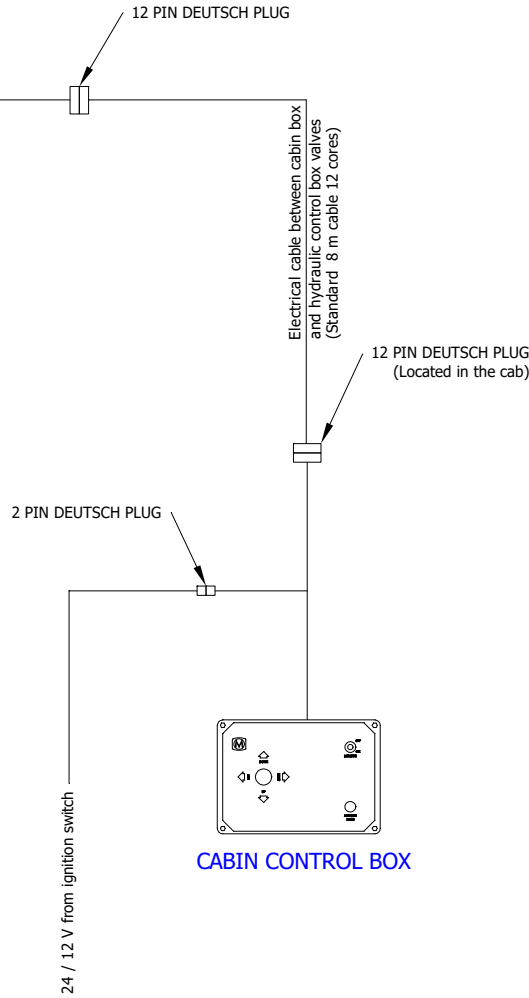 12 PIN DEUTSCH PLUG
Electrical cable between cabin box
and hydraulic control box valves
(Standard 8 m cable 12 cores)
12 PIN DEUTSCH PLUG
(Located in the cab)
2 PIN DEUTSCH PLUG
24 / 12 V from ignition switch
CABIN CONTROL BOX